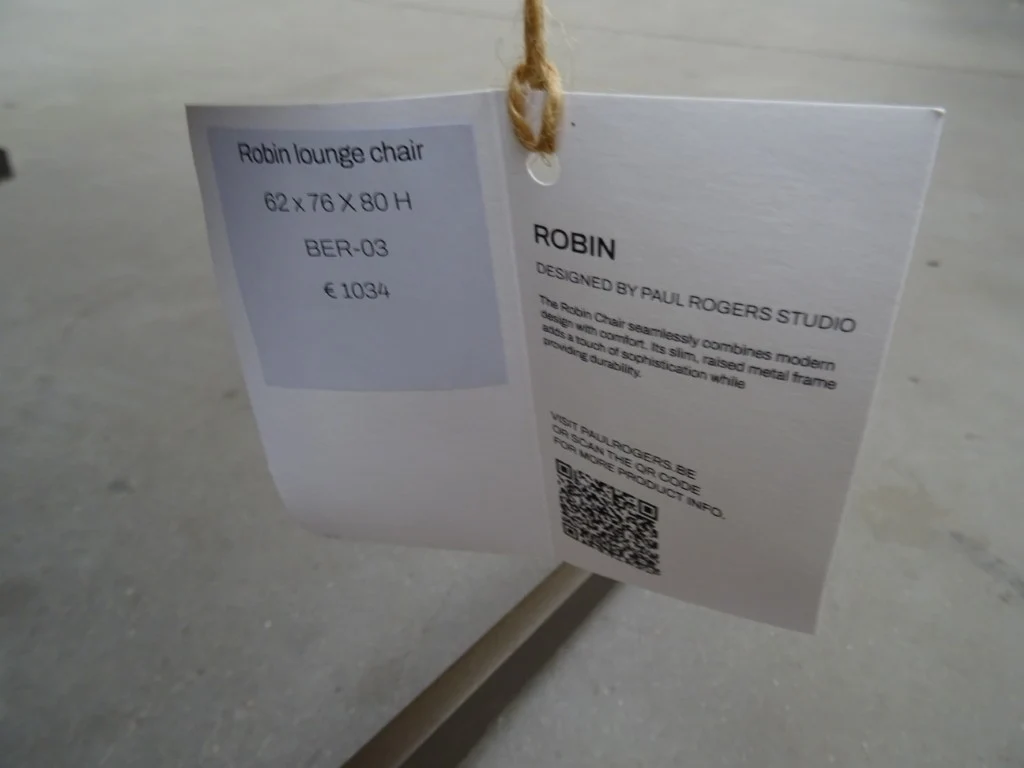 Robin lounge chair
62 x 76 X 80 H
BER-03
€ 1034
ROBIN
DESIGNED BY PAUL ROGERS STUDIO
The Robin Chair seamlessly combines modern
design with comfort. Its slim, raised metal frame
adds a touch of sophistication while
providing durability.
VISIT PAULROGERS.BE
OR SCAN THE QR CODE
FOR MORE PRODUCT INFO.